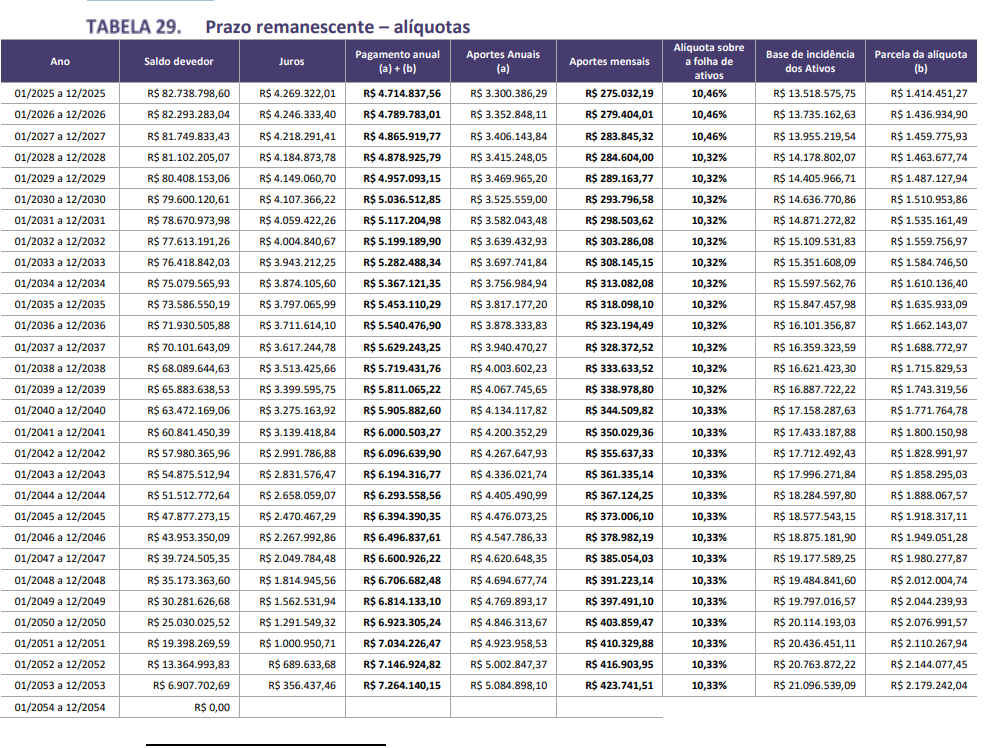 TABELA 29. Prazo remanescente – alíquotas
Ano Saldo devedor Juros Pagamento anual (a) + (b) Aportes Anuais (a) Aportes mensais Alíquota sobre a folha de ativos Base de incidência dos Ativos Parcela da alíquota (b)
01/2025 a 12/2025 R$ 82.738.798,60 R$ 4.269.322,01 R$ 4.714.837,56 R$ 3.300.386,29 R$ 275.032,19 10,46% R$ 13.518.575,75 R$ 1.414.451,27
01/2026 a 12/2026 R$ 82.293.283,04 R$ 4.246.333,40 R$ 4.789.783,01 R$ 3.352.848,11 R$ 279.404,01 10,46% R$ 13.735.162,63 R$ 1.436.934,90
01/2027 a 12/2027 R$ 81.749.833,43 R$ 4.218.291,41 R$ 4.865.919,77 R$ 3.406.143,84 R$ 283.845,32 10,46% R$ 13.955.219,54 R$ 1.459.775,93
01/2028 a 12/2028 R$ 81.102.205,07 R$ 4.184.873,78 R$ 4.878.925,79 R$ 3.415.248,05 R$ 284.604,00 10,32% R$ 14.178.802,07 R$ 1.463.677,74
01/2029 a 12/2029 R$ 80.408.153,06 R$ 4.149.060,70 R$ 4.957.093,15 R$ 3.469.965,20 R$ 289.163,77 10,32% R$ 14.405.966,71 R$ 1.487.127,94
01/2030 a 12/2030 R$ 79.600.120,61 R$ 4.107.366,22 R$ 5.036.512,85 R$ 3.525.559,00 R$ 293.796,58 10,32% R$ 14.636.770,86 R$ 1.510.953,86
01/2031 a 12/2031 R$ 78.670.973,98 R$ 4.059.422,26 R$ 5.117.204,98 R$ 3.582.043,48 R$ 298.503,62 10,32% R$ 14.871.272,82 R$ 1.535.161,49
01/2032 a 12/2032 R$ 77.613.191,26 R$ 4.004.840,67 R$ 5.199.189,90 R$ 3.639.432,93 R$ 303.286,08 10,32% R$ 15.109.531,83 R$ 1.559.756,97
01/2033 a 12/2033 R$ 76.418.842,03 R$ 3.943.212,25 R$ 5.282.488,34 R$ 3.697.741,84 R$ 308.145,15 10,32% R$ 15.351.608,09 R$ 1.584.746,50
01/2034 a 12/2034 R$ 75.079.565,93 R$ 3.874.105,60 R$ 5.367.121,35 R$ 3.756.984,94 R$ 313.082,08 10,32% R$ 15.597.562,76 R$ 1.610.136,40
01/2035 a 12/2035 R$ 73.586.550,19 R$ 3.797.065,99 R$ 5.453.110,29 R$ 3.817.177,20 R$ 318.098,10 10,32% R$ 15.847.457,98 R$ 1.635.933,09
01/2036 a 12/2036 R$ 71.930.505,88 R$ 3.711.614,10 R$ 5.540.476,90 R$ 3.878.333,83 R$ 323.194,49 10,32% R$ 16.101.356,87 R$ 1.662.143,07
01/2037 a 12/2037 R$ 70.101.643,09 R$ 3.617.244,78 R$ 5.629.243,25 R$ 3.940.470,27 R$ 328.372,52 10,32% R$ 16.359.323,59 R$ 1.688.772,97
01/2038 a 12/2038 R$ 68.089.644,63 R$ 3.513.425,66 R$ 5.719.431,76 R$ 4.003.602,23 R$ 333.633,52 10,32% R$ 16.621.423,30 R$ 1.715.829,53
01/2039 a 12/2039 R$ 65.883.638,53 R$ 3.399.595,75 R$ 5.811.065,22 R$ 4.067.745,65 R$ 338.978,80 10,32% R$ 16.887.722,22 R$ 1.743.319,56
01/2040 a 12/2040 R$ 63.472.169,06 R$ 3.275.163,92 R$ 5.905.882,60 R$ 4.134.117,82 R$ 344.509,82 10,33% R$ 17.158.287,63 R$ 1.771.764,78
01/2041 a 12/2041 R$ 60.841.450,39 R$ 3.139.418,84 R$ 6.000.503,27 R$ 4.200.352,29 R$ 350.029,36 10,33% R$ 17.433.187,88 R$ 1.800.150,98
01/2042 a 12/2042 R$ 57.980.365,96 R$ 2.991.786,88 R$ 6.096.639,90 R$ 4.267.647,93 R$ 355.637,33 10,33% R$ 17.712.492,43 R$ 1.828.991,97
01/2043 a 12/2043 R$ 54.875.512,94 R$ 2.831.576,47 R$ 6.194.316,77 R$ 4.336.021,74 R$ 361.335,14 10,33% R$ 17.996.271,84 R$ 1.858.295,03
01/2044 a 12/2044 R$ 51.512.772,64 R$ 2.658.059,07 R$ 6.293.558,56 R$ 4.405.490,99 R$ 367.124,25 10,33% R$ 18.284.597,80 R$ 1.888.067,57
01/2045 a 12/2045 R$ 47.877.273,15 R$ 2.470.467,29 R$ 6.394.390,35 R$ 4.476.073,25 R$ 373.006,10 10,33% R$ 18.577.543,15 R$ 1.918.317,11
01/2046 a 12/2046 R$ 43.953.350,09 R$ 2.267.992,86 R$ 6.496.837,61 R$ 4.547.786,33 R$ 378.982,19 10,33% R$ 18.875.181,90 R$ 1.949.051,28
01/2047 a 12/2047 R$ 39.724.505,35 R$ 2.049.784,48 R$ 6.600.926,22 R$ 4.620.648,35 R$ 385.054,03 10,33% R$ 19.177.589,25 R$ 1.980.277,87
01/2048 a 12/2048 R$ 35.173.363,60 R$ 1.814.945,56 R$ 6.706.682,48 R$ 4.694.677,74 R$ 391.223,14 10,33% R$ 19.484.841,60 R$ 2.012.004,74
01/2049 a 12/2049 R$ 30.281.626,68 R$ 1.562.531,94 R$ 6.814.133,10 R$ 4.769.893,17 R$ 397.491,10 10,33% R$ 19.797.016,57 R$ 2.044.239,93
01/2050 a 12/2050 R$ 25.030.025,52 R$ 1.291.549,32 R$ 6.923.305,24 R$ 4.846.313,67 R$ 403.859,47 10,33% R$ 20.114.193,03 R$ 2.076.991,57
01/2051 a 12/2051 R$ 19.398.269,59 R$ 1.000.950,71 R$ 7.034.226,47 R$ 4.923.958,53 R$ 410.329,88 10,33% R$ 20.436.451,11 R$ 2.110.267,94
01/2052 a 12/2052 R$ 13.364.993,83 R$ 689.633,68 R$ 7.146.924,82 R$ 5.002.847,37 R$ 416.903,95 10,33% R$ 20.763.872,22 R$ 2.144.077,45
01/2053 a 12/2053 R$ 6.907.702,69 R$ 356.437,46 R$ 7.264.140,15 R$ 5.084.898,10 R$ 423.741,51 10,33% R$ 21.096.539,09 R$ 2.179.242,04
01/2054 a 12/2054 R$ 0,00